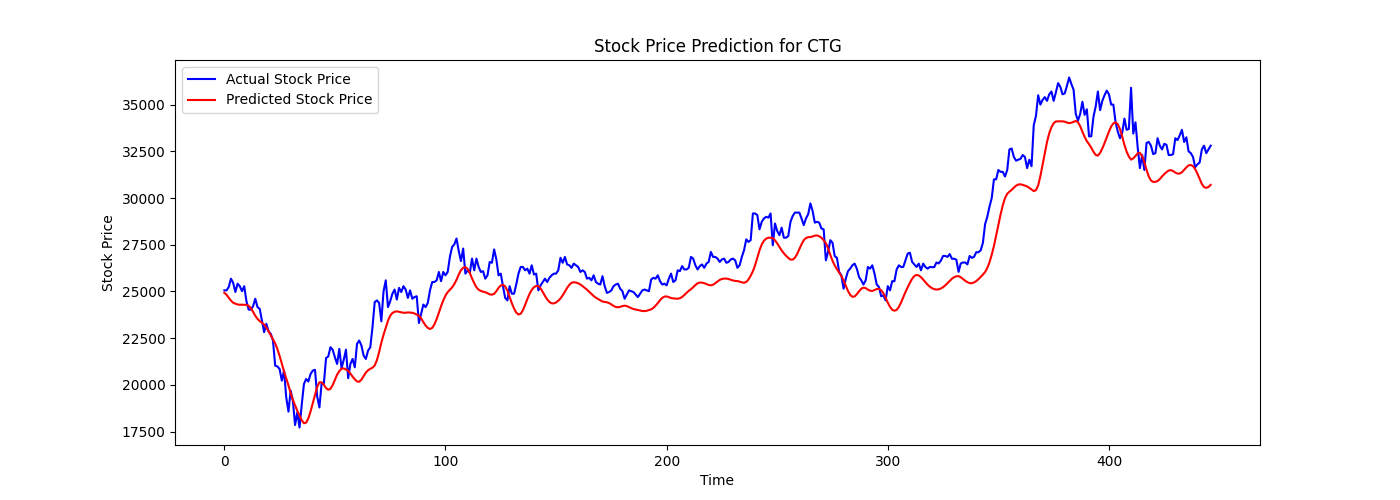 Stock Price Prediction for CTG
Actual Stock Price
Predicted Stock Price
Stock Price
35000
32500
30000
27500
25000
22500
20000
17500
0 100 200 300 400
Time